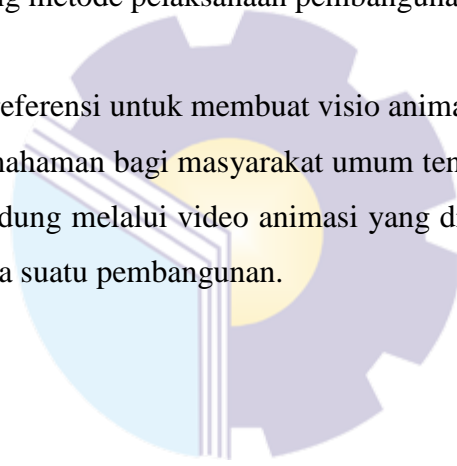 metode pelaksanaan pembanguna
eferensi untuk membuat visio anima
ahaman bagi masyarakat umum ten
dung melalui video animasi yang di
a suatu pembangunan.